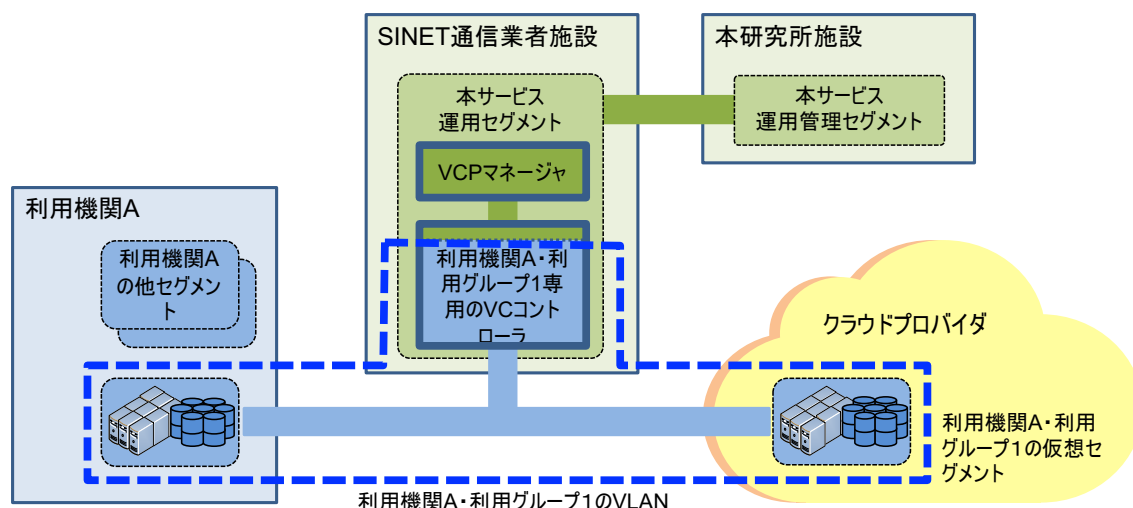 SINET通信業者施設
本研究所施設
本サービス
運用セグメント
本サービス
運用管理セグメント
VCPマネージャ
利用機関A
利用機関A
の他セグメン
ト
利用機関A・利
用グループ1専
用のVCコント
ローラ
クラウドプロバイダ
利用機関A・利用
グループ1の仮想セ
グメント
利用機関A・利用グループ1のVLAN